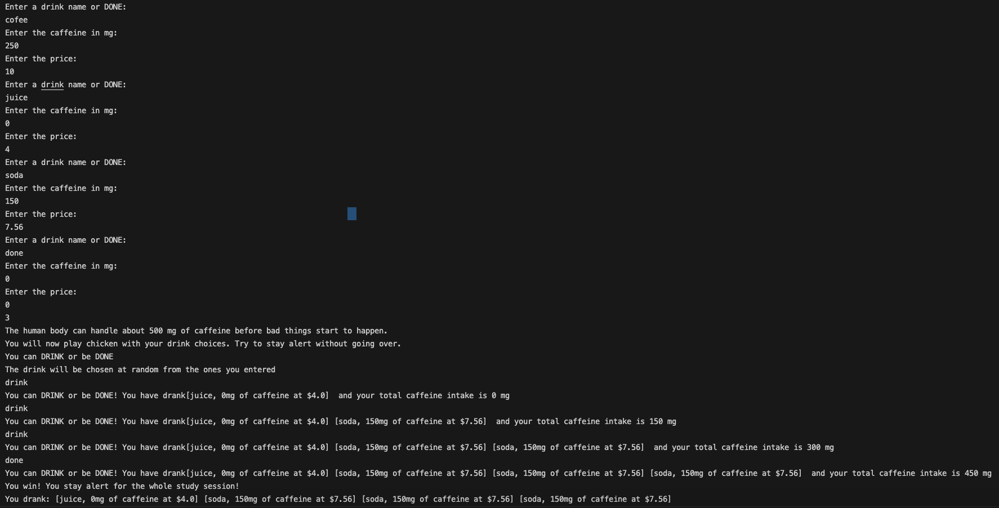 Enter a drink name or DONE:
cofee
Enter the caffeine in mg:
250
Enter the price:
10
Enter a drink name or DONE:
juice
Enter the caffeine in mg:
0
Enter the price:
4
Enter a drink name or DONE:
soda
Enter the caffeine in mg:
150
Enter the price:
7.56
Enter a drink name or DONE:
done
Enter the caffeine in mg:
0
Enter the price:
0
3
The human body can handle about 500 mg of caffeine before bad things start to happen.
You will now play chicken with your drink choices. Try to stay alert without going over.
You can DRINK or be DONE
The drink will be chosen at random from the ones you entered
drink
You can DRINK or be DONE! You have drank[juice, 0mg of caffeine at $4.0]  and your total caffeine intake is 0 mg
drink
You can DRINK or be DONE! You have drank[juice, 0mg of caffeine at $4.0] [soda, 150mg of caffeine at $7.56]  and your total caffeine intake is 150 mg
drink
You can DRINK or be DONE! You have drank[juice, 0mg of caffeine at $4.0] [soda, 150mg of caffeine at $7.56] [soda, 150mg of caffeine at $7.56]  and your total caffeine intake is 300 mg
done
You can DRINK or be DONE! You have drank[juice, 0mg of caffeine at $4.0] [soda, 150mg of caffeine at $7.56] [soda, 150mg of caffeine at $7.56] [soda, 150mg of caffeine at $7.56]  and your total caffeine intake is 450 mg
You win! You stay alert for the whole study session!
You drank: [juice, 0mg of caffeine at $4.0] [soda, 150mg of caffeine at $7.56] [soda, 150mg of caffeine at $7.56] [soda, 150mg of caffeine at $7.56]